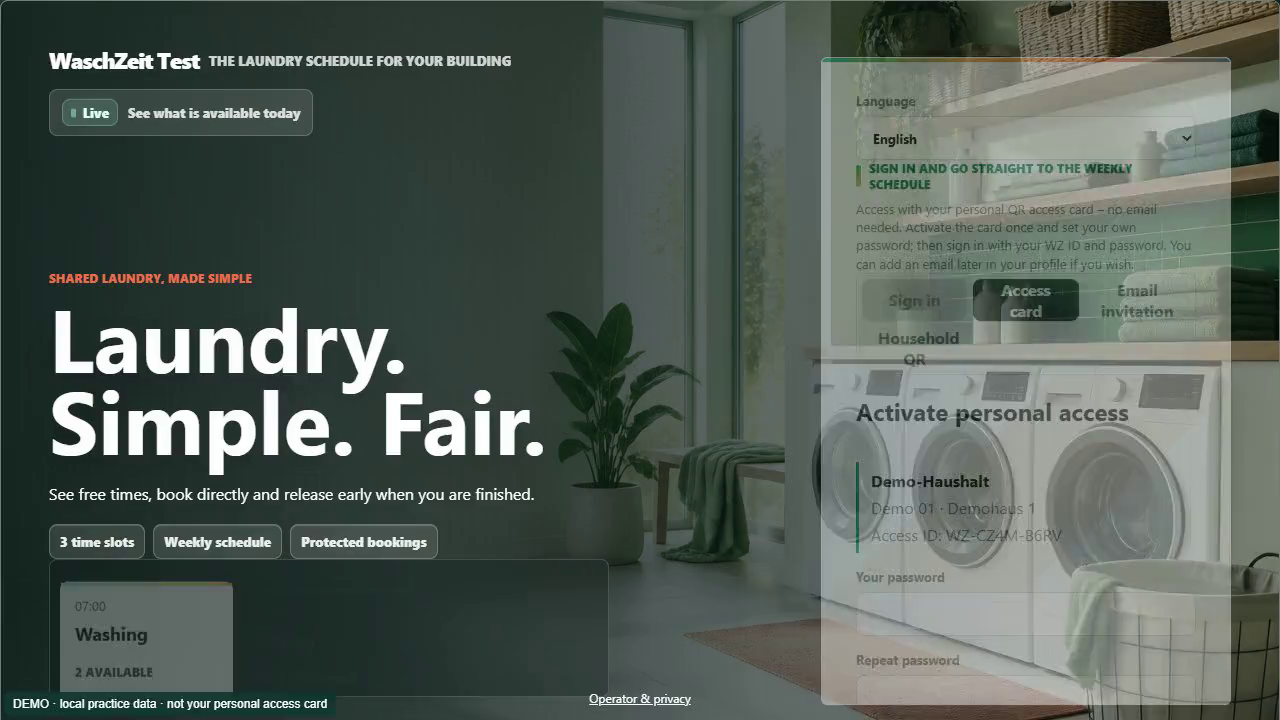 WaschZeit Test THE LAUNDRY SCHEDULE FOR YOUR BUILDING
Live See what is available today
SHARED LAUNDRY, MADE SIMPLE
Laundry.
Simple. Fair.
See free times, book directly and release early when you are finished.
3 time slots Weekly schedule Protected bookings
07:00
Washing
2 AVAILABLE
DEMO · local practice data · not your personal access card
Operator & privacy
Language
English
SIGN IN AND GO STRAIGHT TO THE WEEKLY
SCHEDULE
Access with your personal QR access card – no email
needed. Activate the card once and set your own
password; then sign in with your WZ ID and password. You
can add an email later in your profile if you wish.
Sign in
Access
card
Email
invitation
Household
QR
Activate personal access
Demo-Haushalt
Demo 01 · Demohaus 1
Access ID: WZ-CZ4M-B6RV
Your password
Repeat password